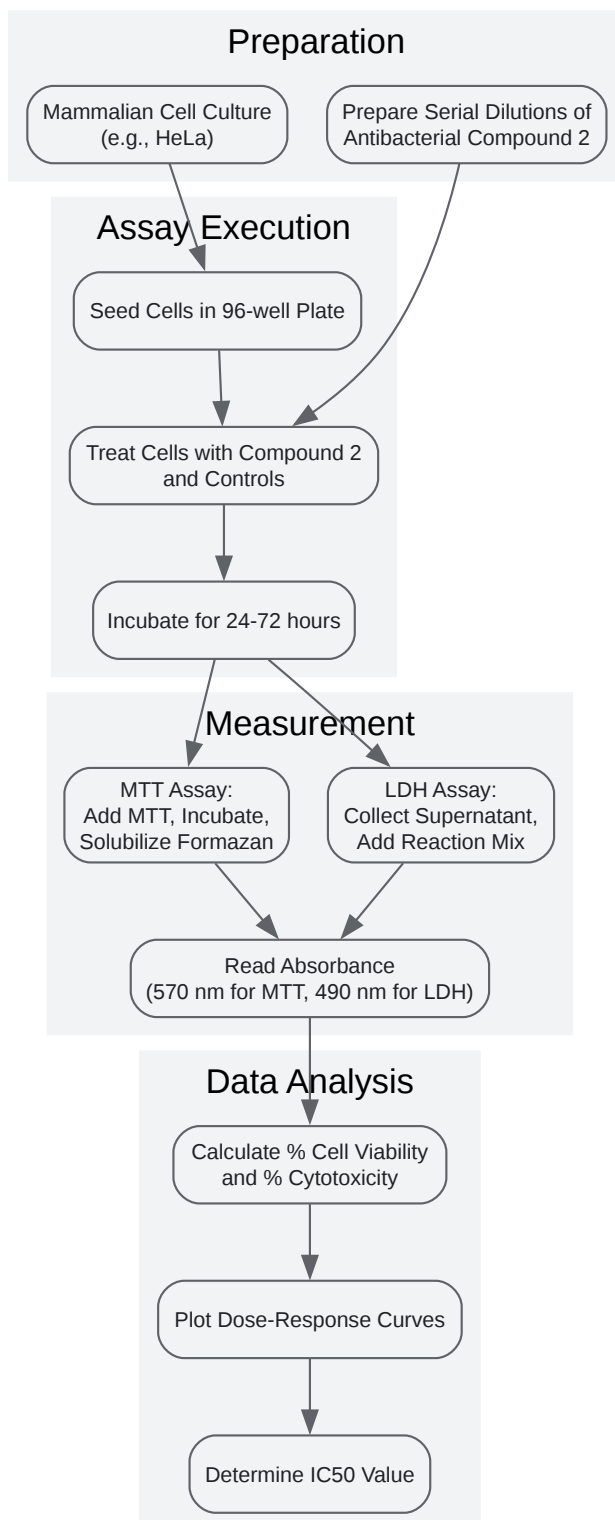 Preparation
Mammalian Cell Culture
(e.g., HeLa)
Prepare Serial Dilutions of
Antibacterial Compound 2
Assay Execution
Seed Cells in 96-well Plate
Treat Cells with Compound 2
and Controls
Incubate for 24-72 hours
Measurement
MTT Assay:
Add MTT, Incubate,
Solubilize Formazan
LDH Assay:
Collect Supernatant,
Add Reaction Mix
Read Absorbance
(570 nm for MTT, 490 nm for LDH)
Data Analysis
Calculate % Cell Viability
and % Cytotoxicity
Plot Dose-Response Curves
Determine IC50 Value